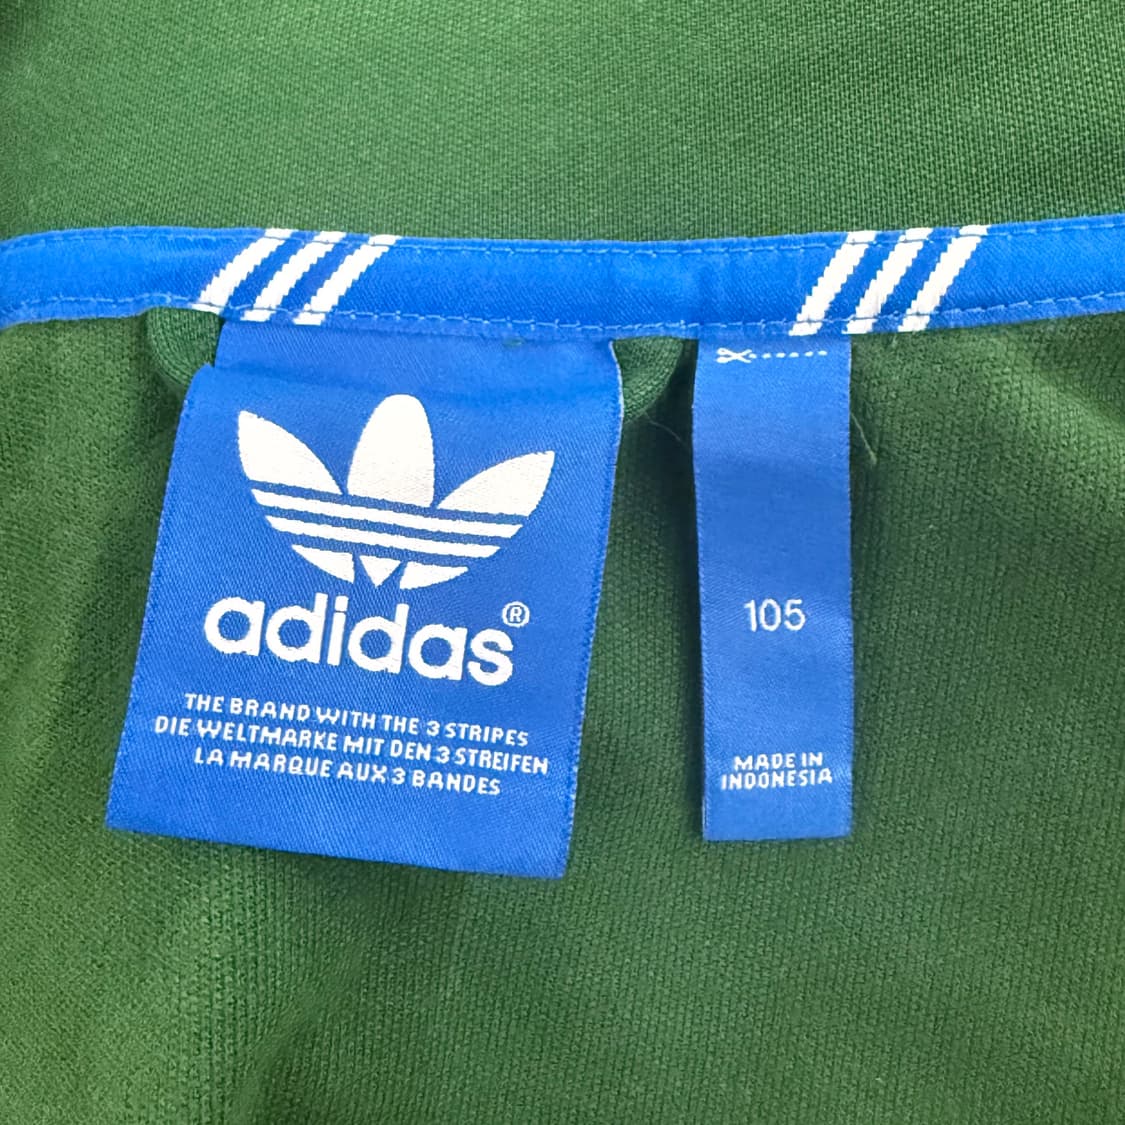 adidas®
THE BRAND WITH THE 3 STRIPES
DIE WELTMARKE MIT DEN 3 STREIFEN
LA MARQUE AUX 3 BANDES
105
MADE IN
INDONESIA